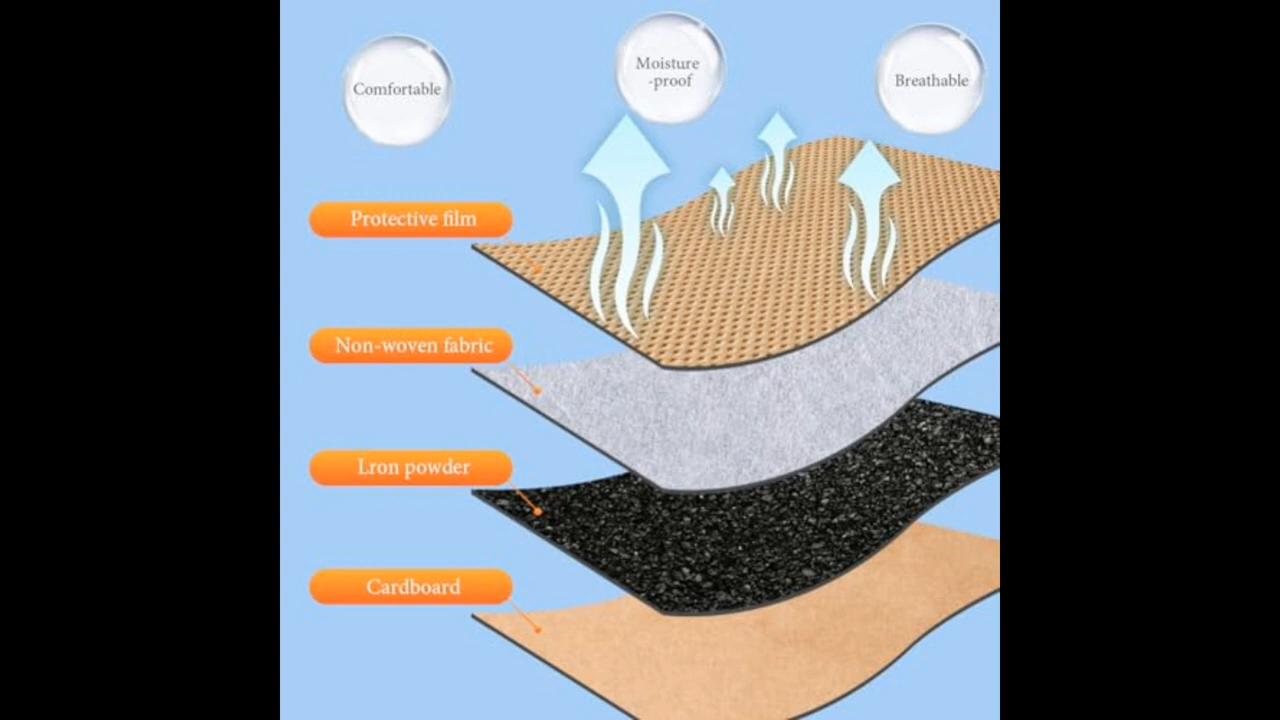 Comfortable
Moisture
-proof
Breathable
Protective film
Non-woven fabric
Lron powder
Cardboard